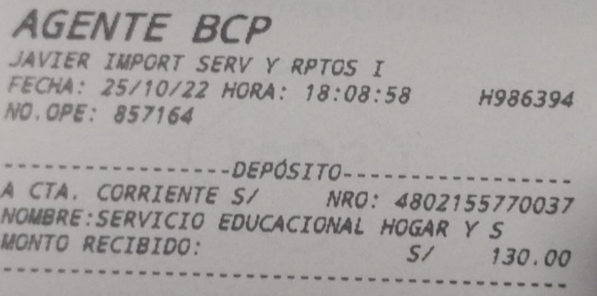 AGENTE BCP
JAVIER IMPORT SERV Y RPTOS I
FECHA: 25/10/22 HORA: 18:08:58 H986394
NO.OPE: 857164
-----------------DEPÓSITO-----------------
A CTA. CORRIENTE S/ NRO: 4802155770037
NOMBRE:SERVICIO EDUCACIONAL HOGAR Y S
MONTO RECIBIDO: S/ 130.00
------------------------------------------